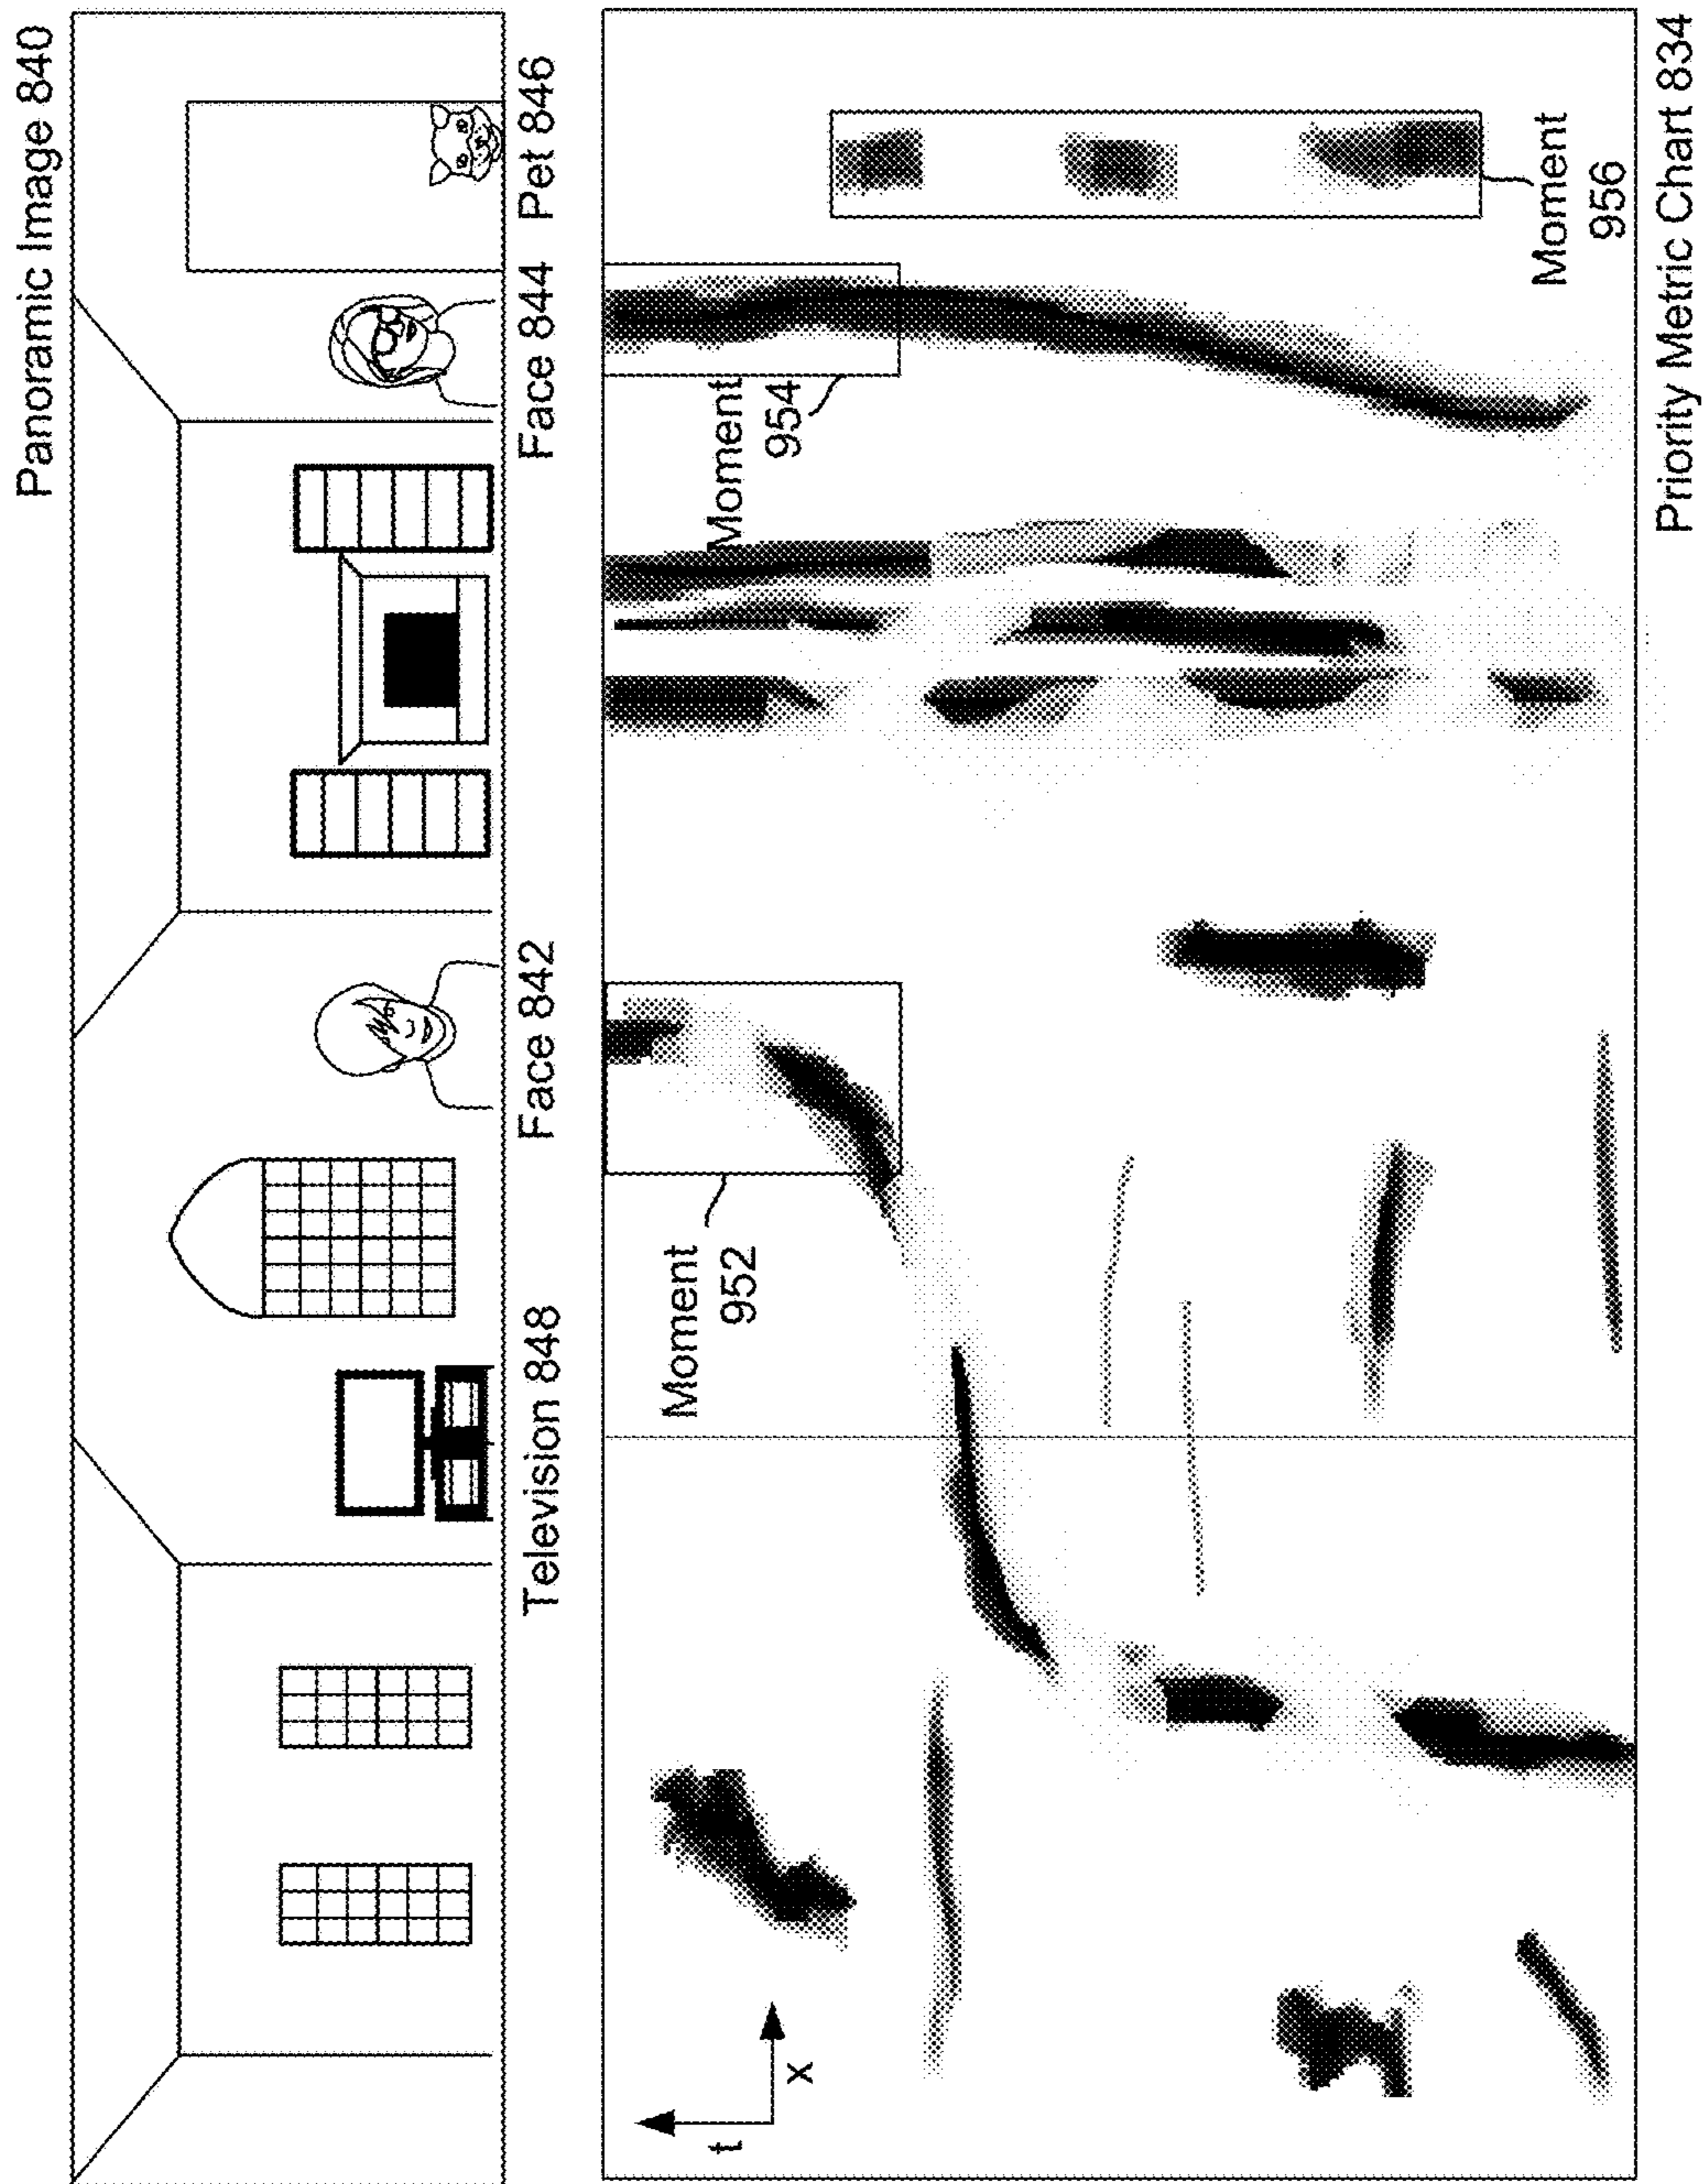 Panoramic Image 840
Television 848
Face 842
Face 844
Pet 846
Moment
952
Moment
954
Moment
956
t
x
Priority Metric Chart 834